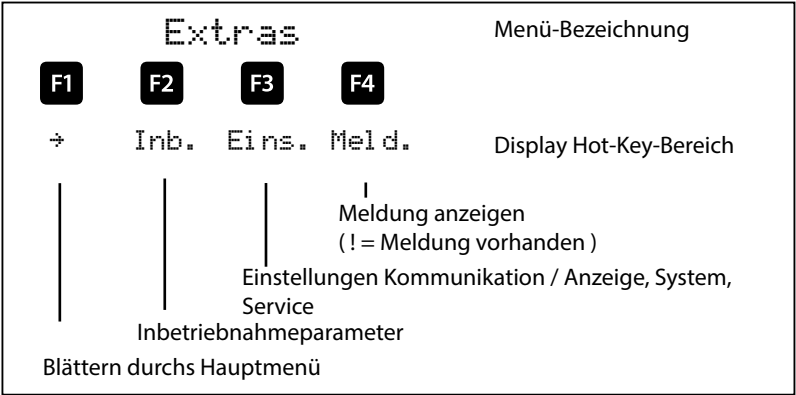 Extras Menü-Bezeichnung
F1 F2 F3 F4
→ Inb. Eins. Meld. Display Hot-Key-Bereich
Meldung anzeigen
( ! = Meldung vorhanden )
Einstellungen Kommunikation / Anzeige, System,
Service
Inbetriebnahmeparameter
Blättern durchs Hauptmenü